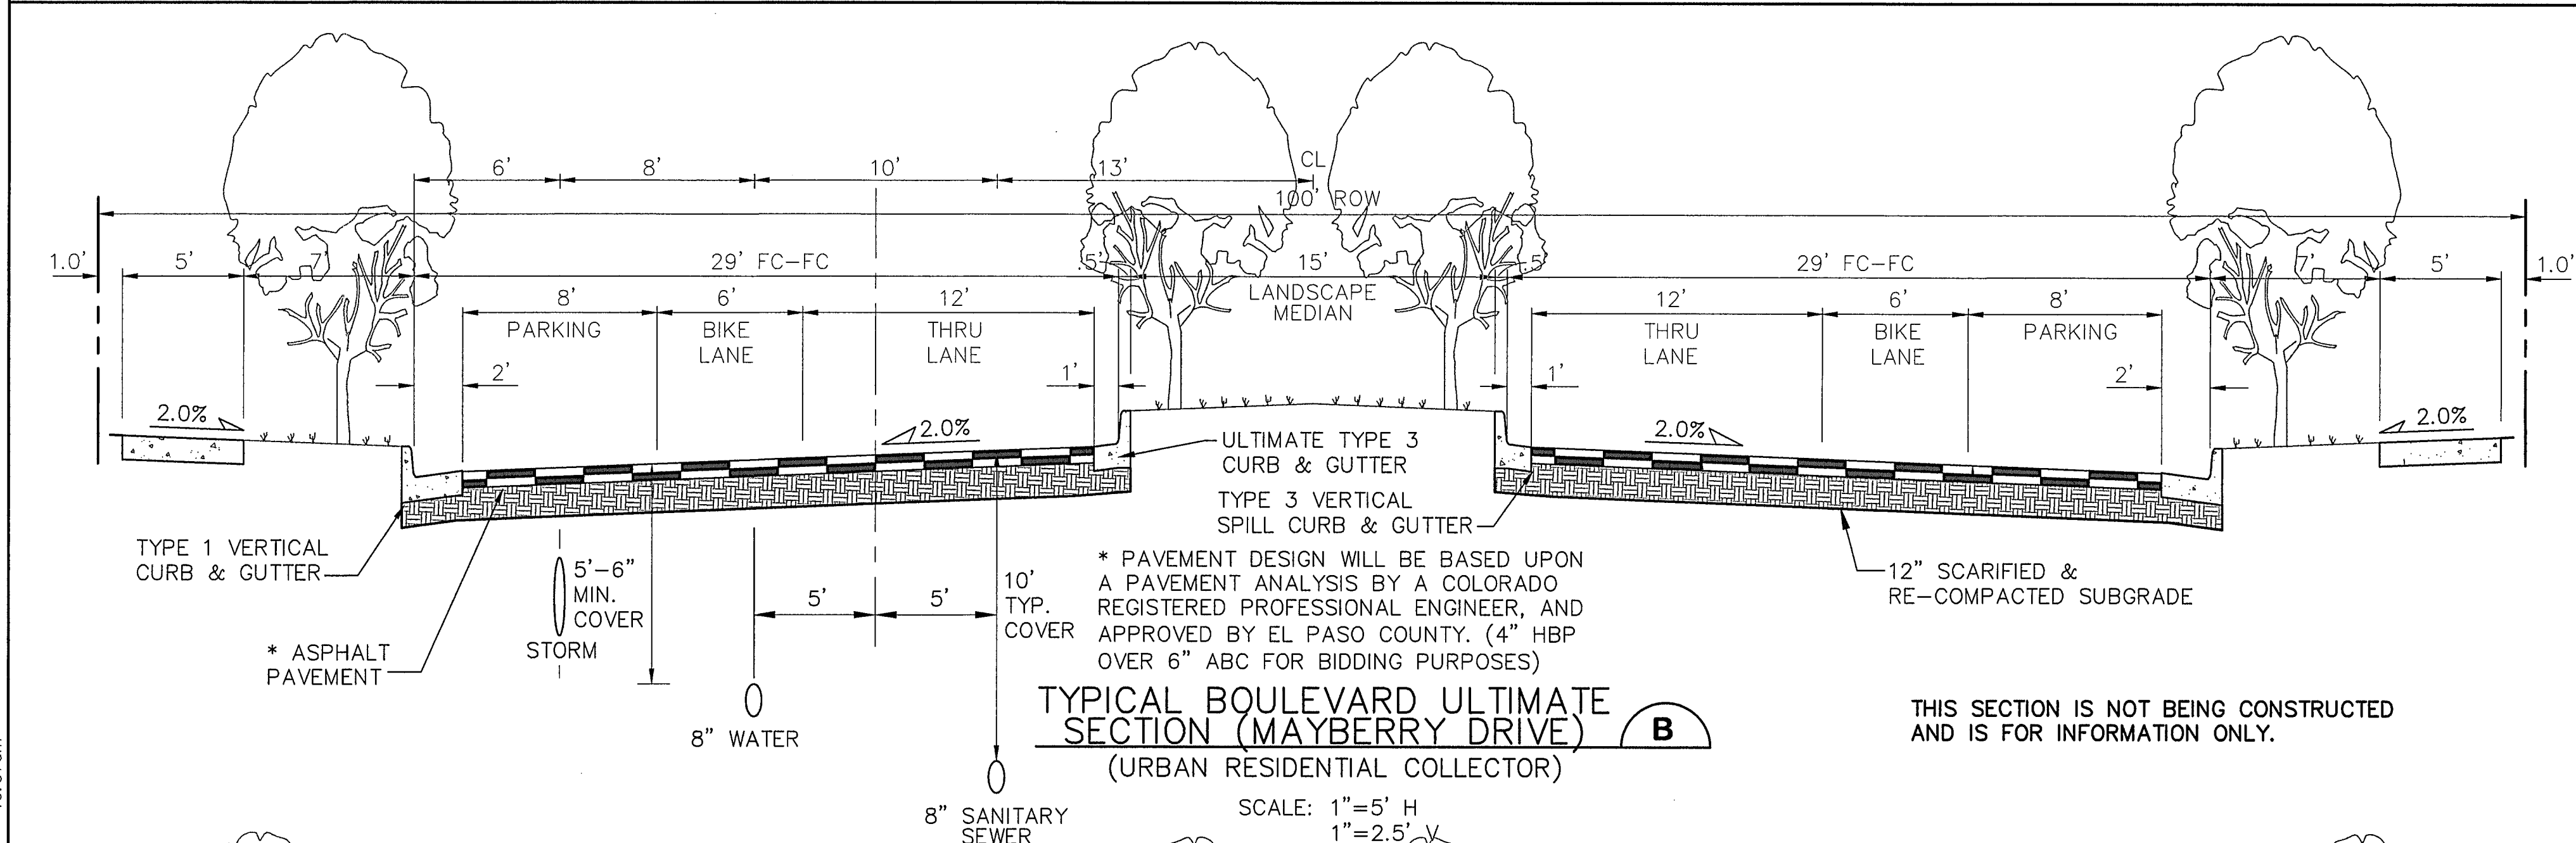 6' 8' 10' 13' CL
100' ROW
1.0' 5' 7' 29' FC-FC .5' 15' .5' 29' FC-FC 7' 5' 1.0'
LANDSCAPE
MEDIAN
8' 6' 12' 12' 6' 8'
PARKING BIKE THRU THRU BIKE PARKING
LANE LANE LANE LANE
2' 1' 1' 2'
2.0% 2.0% 2.0% 2.0%
ULTIMATE TYPE 3
CURB & GUTTER
TYPE 3 VERTICAL
SPILL CURB & GUTTER
TYPE 1 VERTICAL
CURB & GUTTER
* ASPHALT
PAVEMENT
5'-6"
MIN.
COVER
STORM
5' 5'
10'
TYP.
COVER
* PAVEMENT DESIGN WILL BE BASED UPON
A PAVEMENT ANALYSIS BY A COLORADO
REGISTERED PROFESSIONAL ENGINEER, AND
APPROVED BY EL PASO COUNTY. (4" HBP
OVER 6" ABC FOR BIDDING PURPOSES)
12" SCARIFIED &
RE-COMPACTED SUBGRADE
8" WATER
8" SANITARY
SEWER
TYPICAL BOULEVARD ULTIMATE
SECTION (MAYBERRY DRIVE) B
(URBAN RESIDENTIAL COLLECTOR)
SCALE: 1"=5' H
1"=2.5' V
THIS SECTION IS NOT BEING CONSTRUCTED
AND IS FOR INFORMATION ONLY.